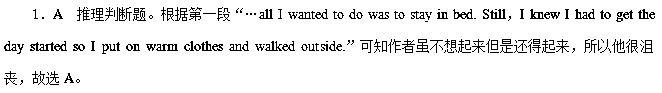 1．A　推理判断题。根据第一段“…all I wanted to do was to stay in bed. Still，I knew I had to get the
day started so I put on warm clothes and walked outside.”可知作者虽不想起来但是还得起来，所以他很沮
丧，故选 A。